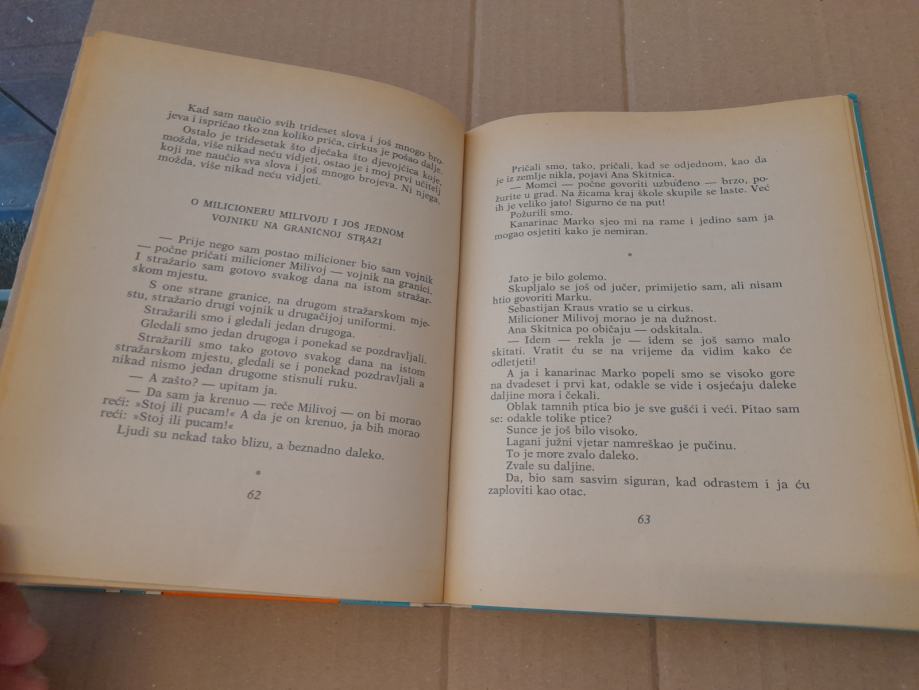 Kad sam naučio svih trideset slova i još mnogo bro-
jeva i ispričao tko zna koliko priča, cirkus je pošao dalje.
Ostalo je tridesetak što dječaka što djevojčica koje,
možda, više nikad neću vidjeti, ostao je i moj prvi učitelj
koji me naučio sva slova i još mnogo brojeva. Ni njega,
možda, više nikad neću vidjeti.
O MILICIONERU MILIVOJU I JOŠ JEDNOM
VOJNIKU NA GRANIČNOJ STRAŽI
— Prije nego sam postao milicioner bio sam vojnik
— počne pričati milicioner Milivoj — vojnik na granici.
I stražario sam gotovo svakog dana na istom stražar-
skom mjestu.
S one strane granice, na drugom stražarskom mje-
stu, stražario drugi vojnik u drugačijoj uniformi.
Stražarili smo i gledali jedan drugoga.
Gledali smo jedan drugoga i ponekad se pozdravljali.
Stražarili smo tako gotovo svakog dana na istom
stražarskom mjestu, gledali se i ponekad pozdravljali a
nikad nismo jedan drugome stisnuli ruku.
— A zašto? — upitam ja.
— Da sam ja krenuo — reče Milivoj — on bi morao
reći: »Stoj ili pucam!« A da je on krenuo, ja bih morao
reći: »Stoj ili pucam!«
Ljudi su nekad tako blizu, a beznadno daleko.
*
62
Pričali smo, tako, pričali, kad se odjednom, kao da
je iz zemlje nikla, pojavi Ana Skitnica.
— Momci — počne govoriti uzbuđeno — brzo, po-
žurite u grad. Na žicama kraj škole skupile se laste. Već
ih je veliko jato! Sigurno će na put!
Požurili smo.
Kanarinac Marko sjeo mi na rame i jedino sam ja
mogao osjetiti kako je nemiran.
*
Jato je bilo golemo.
Skupljalo se još od jučer, primijetio sam, ali nisam
htio govoriti Marku.
Sebastijan Kraus vratio se u cirkus.
Milicioner Milivoj morao je na dužnost.
Ana Skitnica po običaju — odskitala.
— Idem — rekla je — idem se još samo malo
skitati. Vratit ću se na vrijeme da vidim kako će
odletjeti!
A ja i kanarinac Marko popeli smo se visoko gore
na dvadeset i prvi kat, odakle se vide i osjećaju daleke
daljine mora i čekali.
Oblak tamnih ptica bio je sve gušći i veći. Pitao sam
se: odakle tolike ptice?
Sunce je još bilo visoko.
Lagani južni vjetar namreškao je pučinu.
To je more zvalo daleko.
Zvale su daljine.
Da, bio sam sasvim siguran, kad odrastem i ja ću
zaploviti kao otac.
63